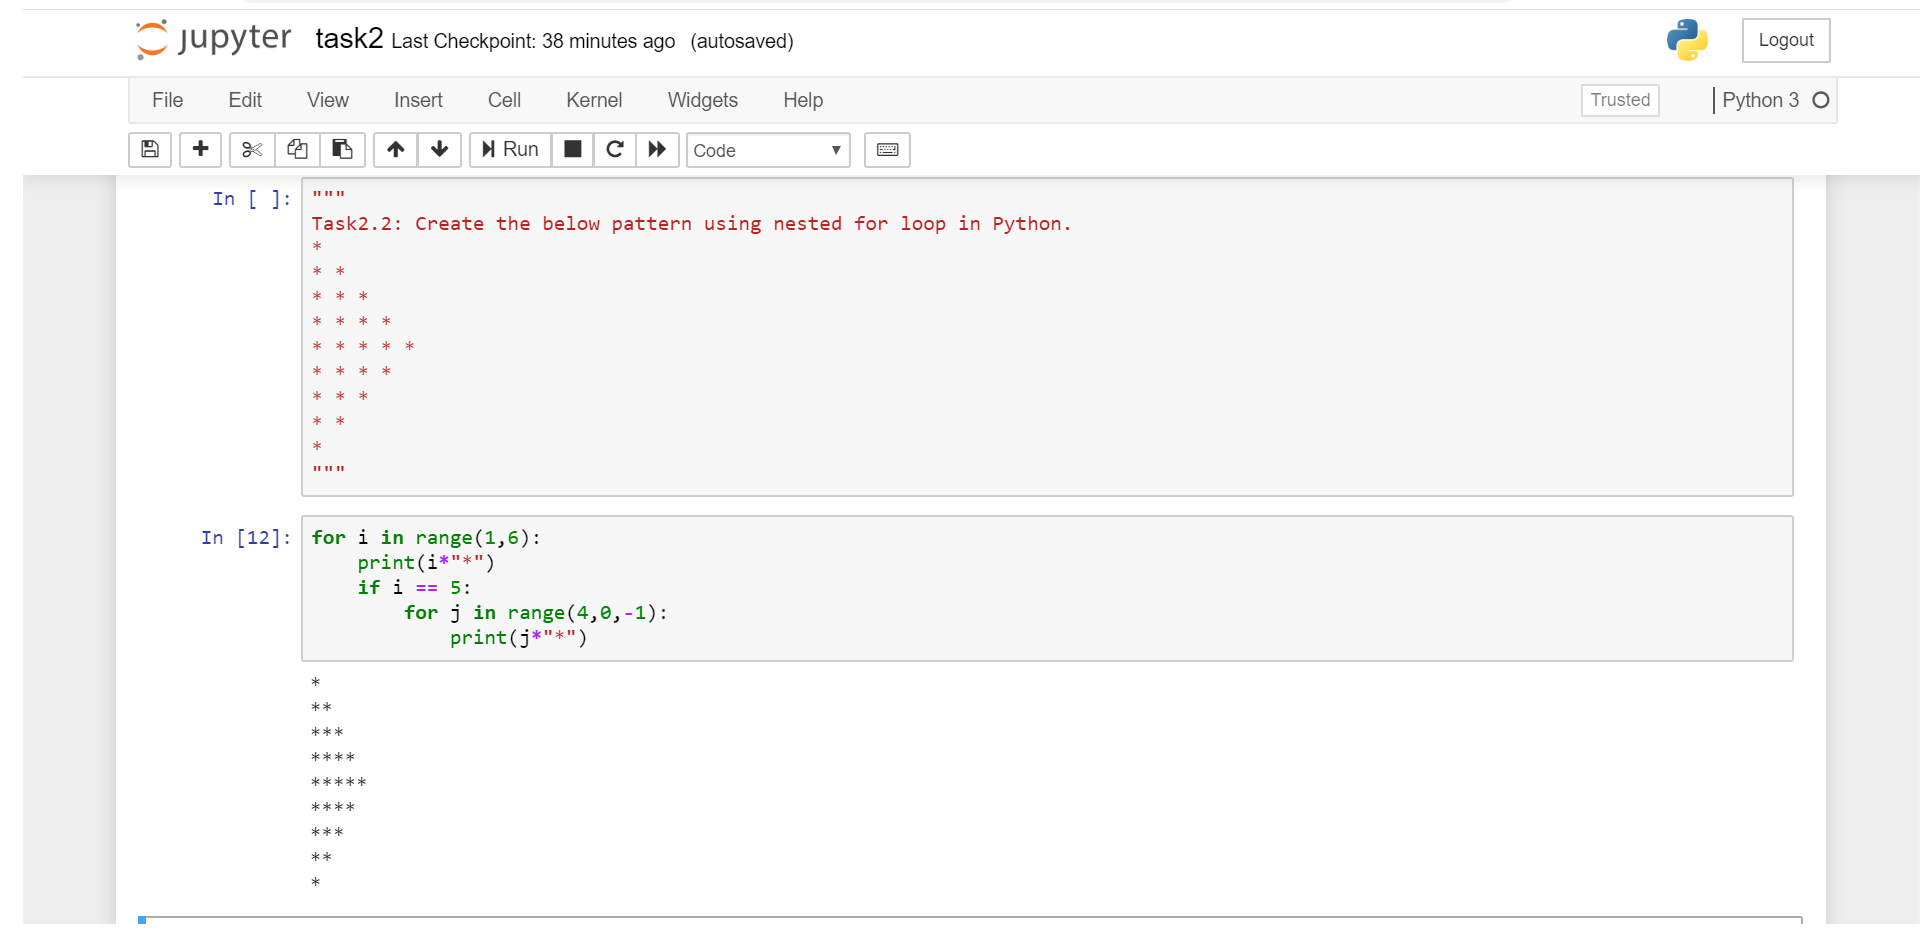 jupyter task2 Last Checkpoint: 38 minutes ago (autosaved) Logout
File Edit View Insert Cell Kernel Widgets Help Trusted Python 3
Run Code
In [ ]: """
Task2.2: Create the below pattern using nested for loop in Python.
*
* *
* * *
* * * *
* * * * *
* * * *
* * *
* *
*
"""
In [12]: for i in range(1,6):
    print(i*"*")
    if i == 5:
        for j in range(4,0,-1):
            print(j*"*")
*
**
***
****
*****
****
***
**
*